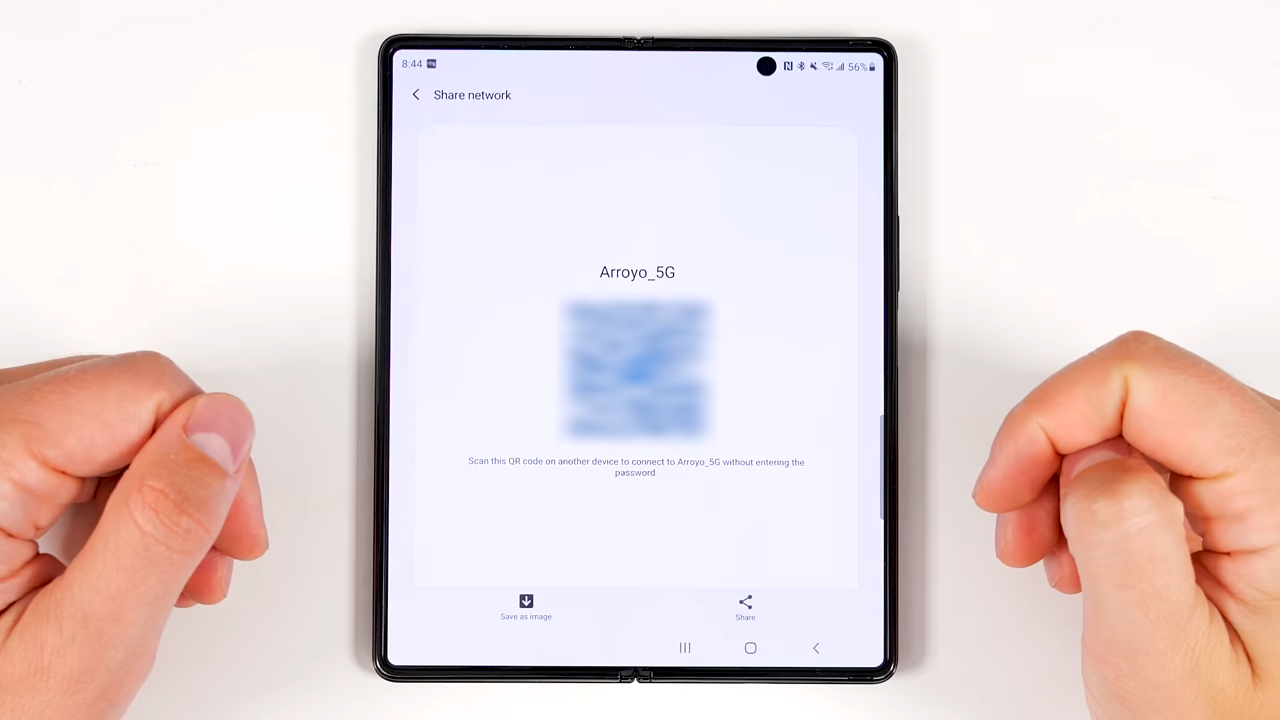 8:44
56%
Share network
Arroyo_5G
Scan this QR code on another device to connect to Arroyo_5G without entering the
password.
Save as image
Share